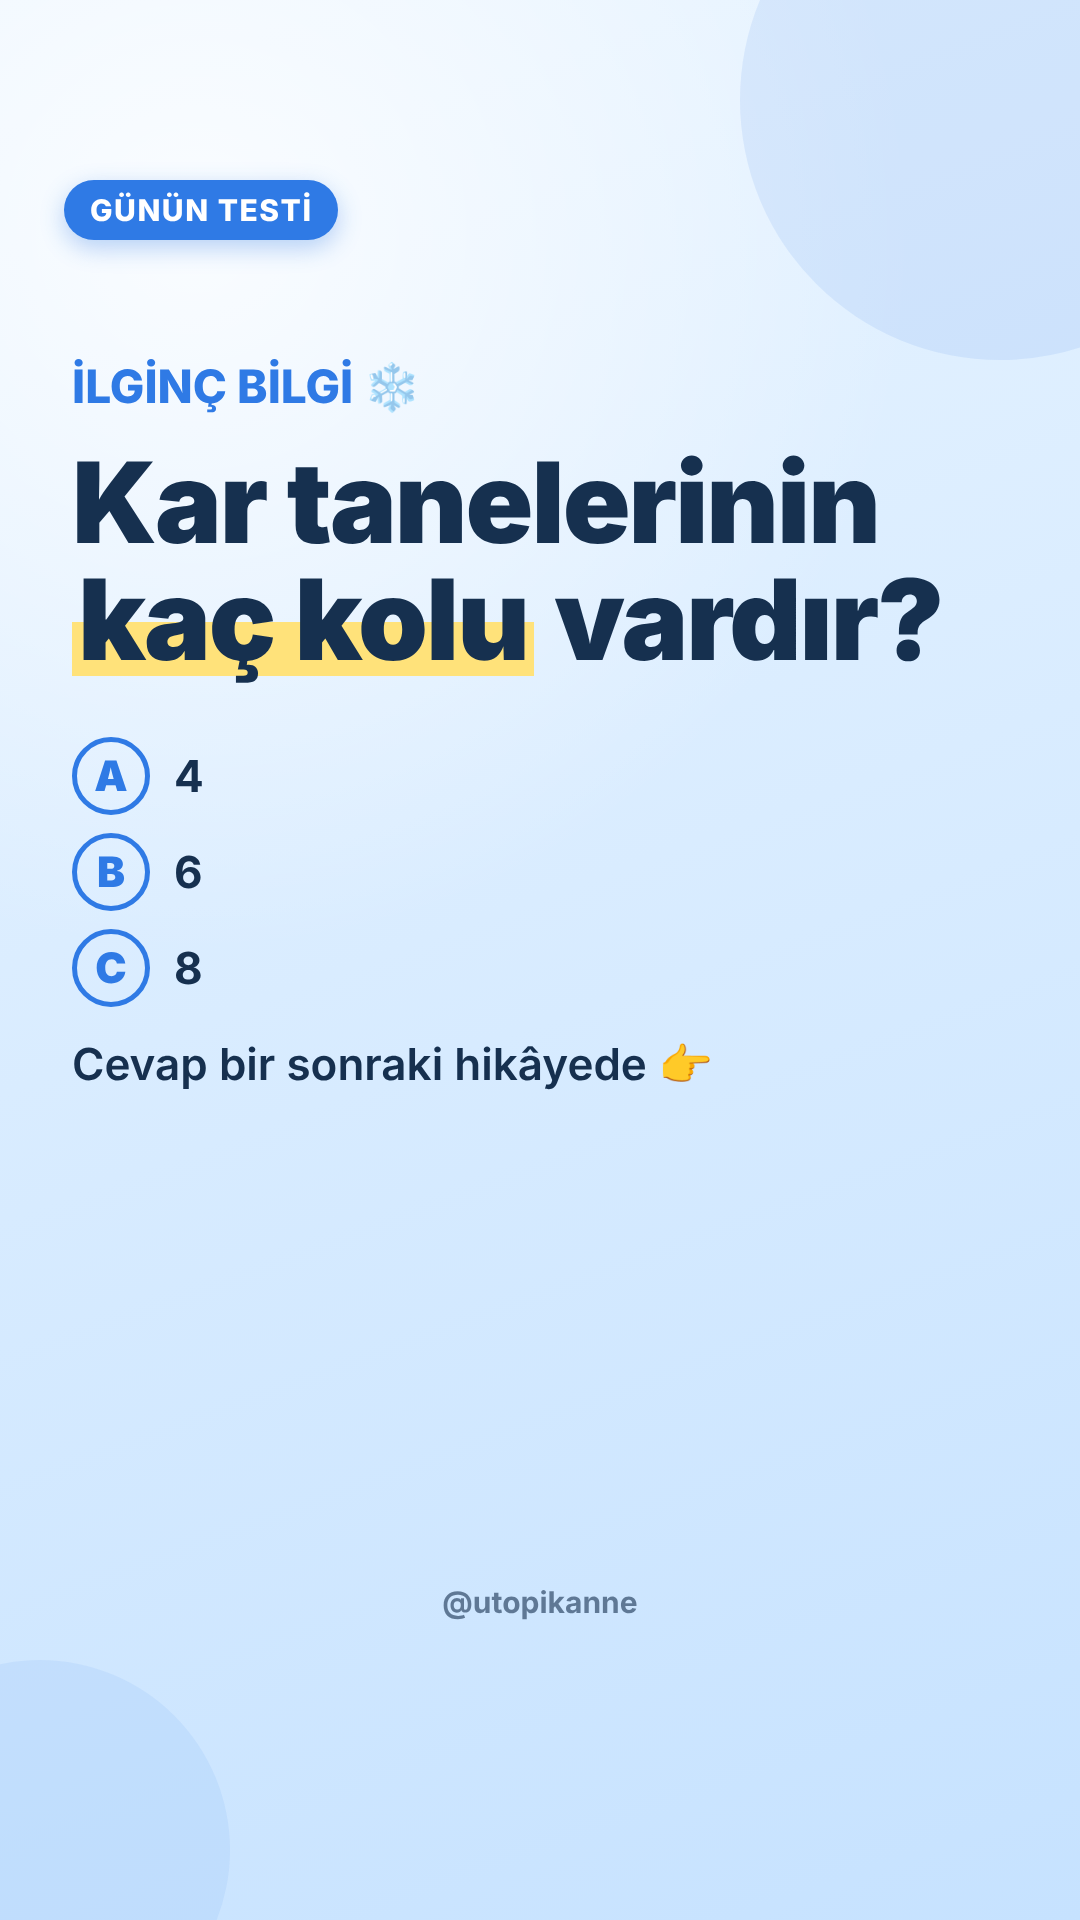 GÜNÜN TESTİ
İLGİNÇ BİLGİ ❄️
Kar tanelerinin
kaç kolu vardır?
A 4
B 6
C 8
Cevap bir sonraki hikâyede 👉
@utopikanne